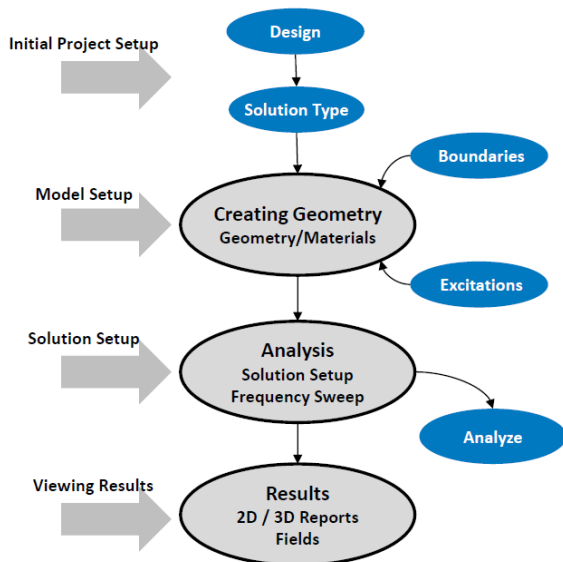 Design
Initial Project Setup
Solution Type
Boundaries
Model Setup
Creating Geometry
Geometry/Materials
Excitations
Solution Setup
Analysis
Solution Setup
Frequency Sweep
Analyze
Viewing Results
Results
2D / 3D Reports
Fields